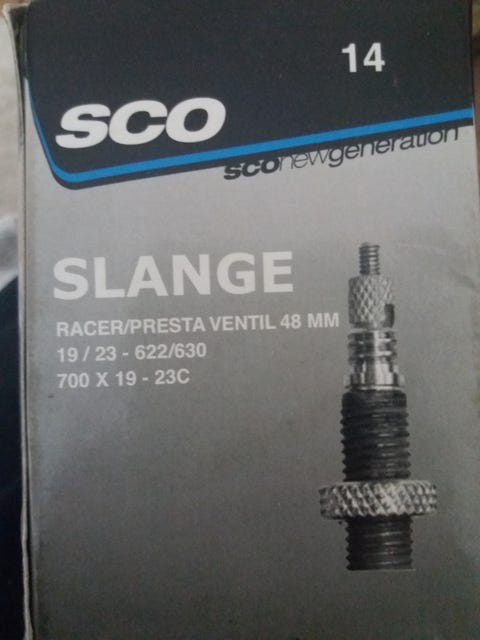 14
SCO
sconewgeneration
SLANGE
RACER/PRESTA VENTIL 48 MM
19 / 23 - 622/630
700 X 19 - 23C